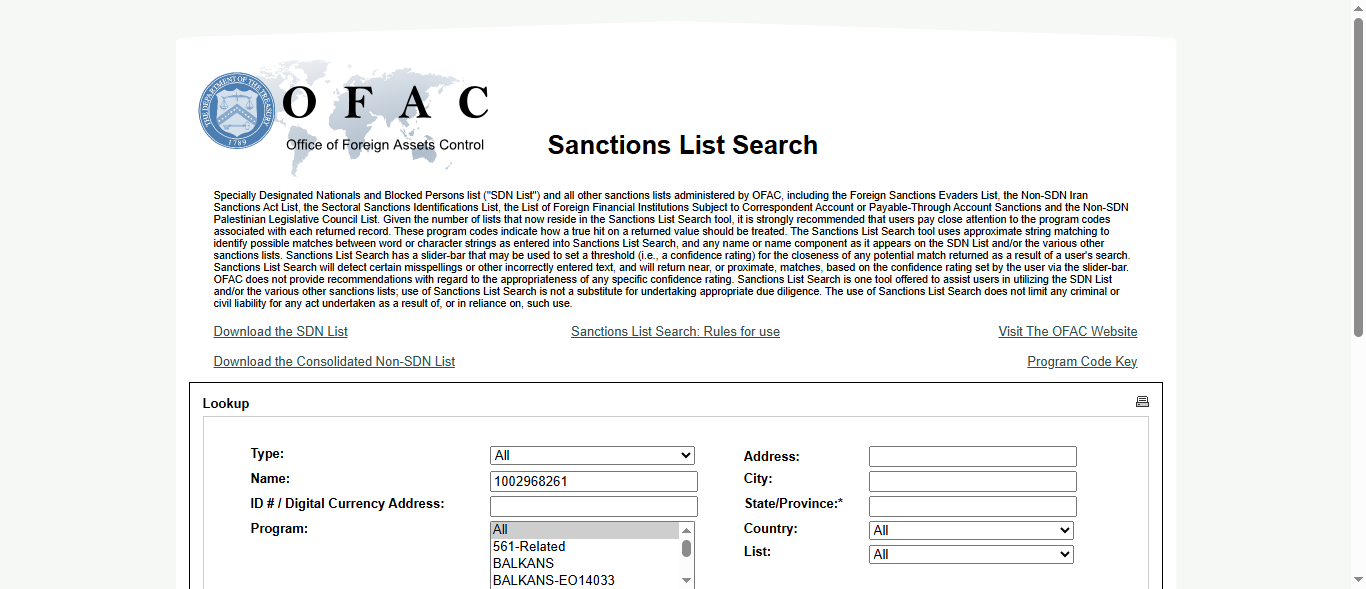 THE DEPARTMENT OF THE TREASURY
1789
OFAC
Office of Foreign Assets Control
Sanctions List Search
Specially Designated Nationals and Blocked Persons list ("SDN List") and all other sanctions lists administered by OFAC, including the Foreign Sanctions Evaders List, the Non-SDN Iran
Sanctions Act List, the Sectoral Sanctions Identifications List, the List of Foreign Financial Institutions Subject to Correspondent Account or Payable-Through Account Sanctions and the Non-SDN
Palestinian Legislative Council List. Given the number of lists that now reside in the Sanctions List Search tool, it is strongly recommended that users pay close attention to the program codes
associated with each returned record. These program codes indicate how a true hit on a returned value should be treated. The Sanctions List Search tool uses approximate string matching to
identify possible matches between word or character strings as entered into Sanctions List Search, and any name or name component as it appears on the SDN List and/or the various other
sanctions lists. Sanctions List Search has a slider-bar that may be used to set a threshold (i.e., a confidence rating) for the closeness of any potential match returned as a result of a user's search.
Sanctions List Search will detect certain misspellings or other incorrectly entered text, and will return near, or proximate, matches, based on the confidence rating set by the user via the slider-bar.
OFAC does not provide recommendations with regard to the appropriateness of any specific confidence rating. Sanctions List Search is one tool offered to assist users in utilizing the SDN List
and/or the various other sanctions lists; use of Sanctions List Search is not a substitute for undertaking appropriate due diligence. The use of Sanctions List Search does not limit any criminal or
civil liability for any act undertaken as a result of, or in reliance on, such use.
Download the SDN List
Sanctions List Search: Rules for use
Visit The OFAC Website
Download the Consolidated Non-SDN List
Program Code Key
Lookup
Type:
All
Address:
Name:
1002968261
City:
ID # / Digital Currency Address:
State/Province:*
Program:
All
561-Related
BALKANS
BALKANS-EO14033
Country:
All
List:
All